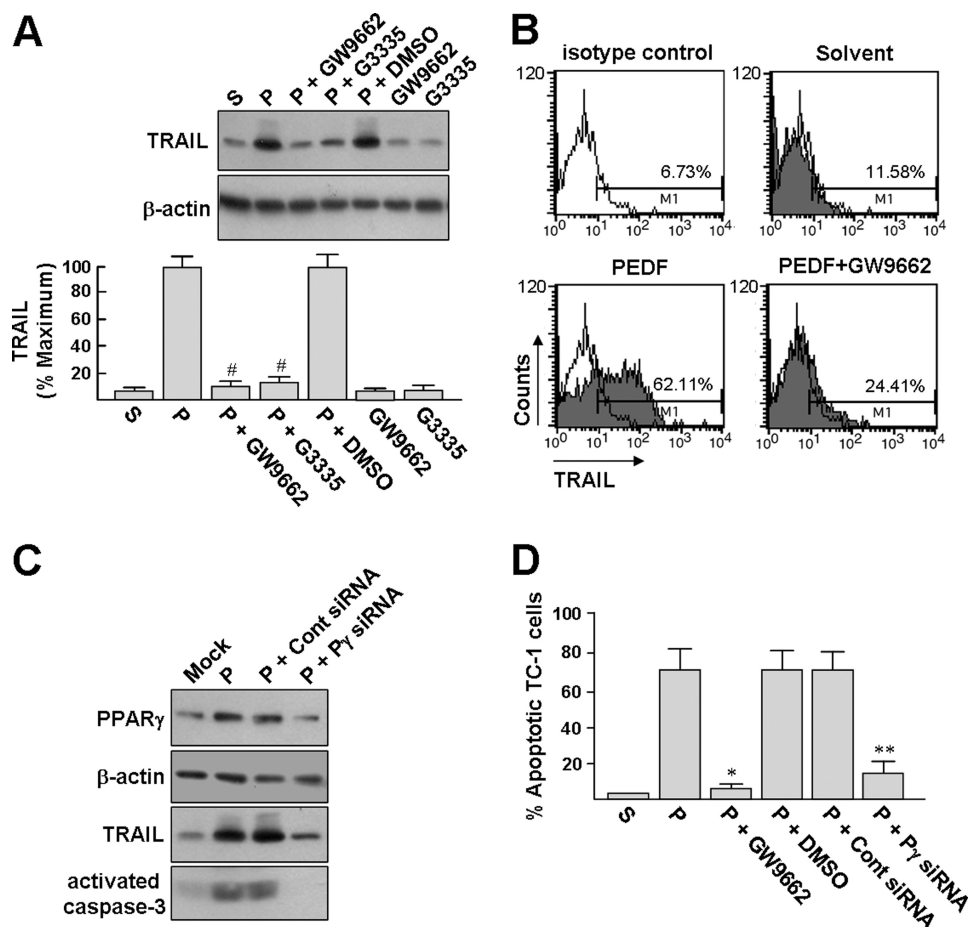 A
S P P + GW9662 P + G3335 P + DMSO GW9662 G3335
TRAIL
β-actin
TRAIL
(% Maximum)
100
80
60
40
20
# #
S P P + GW9662 P + G3335 P + DMSO GW9662 G3335
B
isotype control
120
6.73%
M1
10⁰ 10¹ 10² 10³ 10⁴
Solvent
120
11.58%
M1
10⁰ 10¹ 10² 10³ 10⁴
PEDF
120
62.11%
M1
10⁰ 10¹ 10² 10³ 10⁴
Counts
TRAIL
PEDF+GW9662
120
24.41%
M1
10⁰ 10¹ 10² 10³ 10⁴
C
Mock P P + Cont siRNA P + Pγ siRNA
PPARγ
β-actin
TRAIL
activated
caspase-3
D
% Apoptotic TC-1 cells
100
80
60
40
20
* **
S P P + GW9662 P + DMSO P + Cont siRNA P + Pγ siRNA